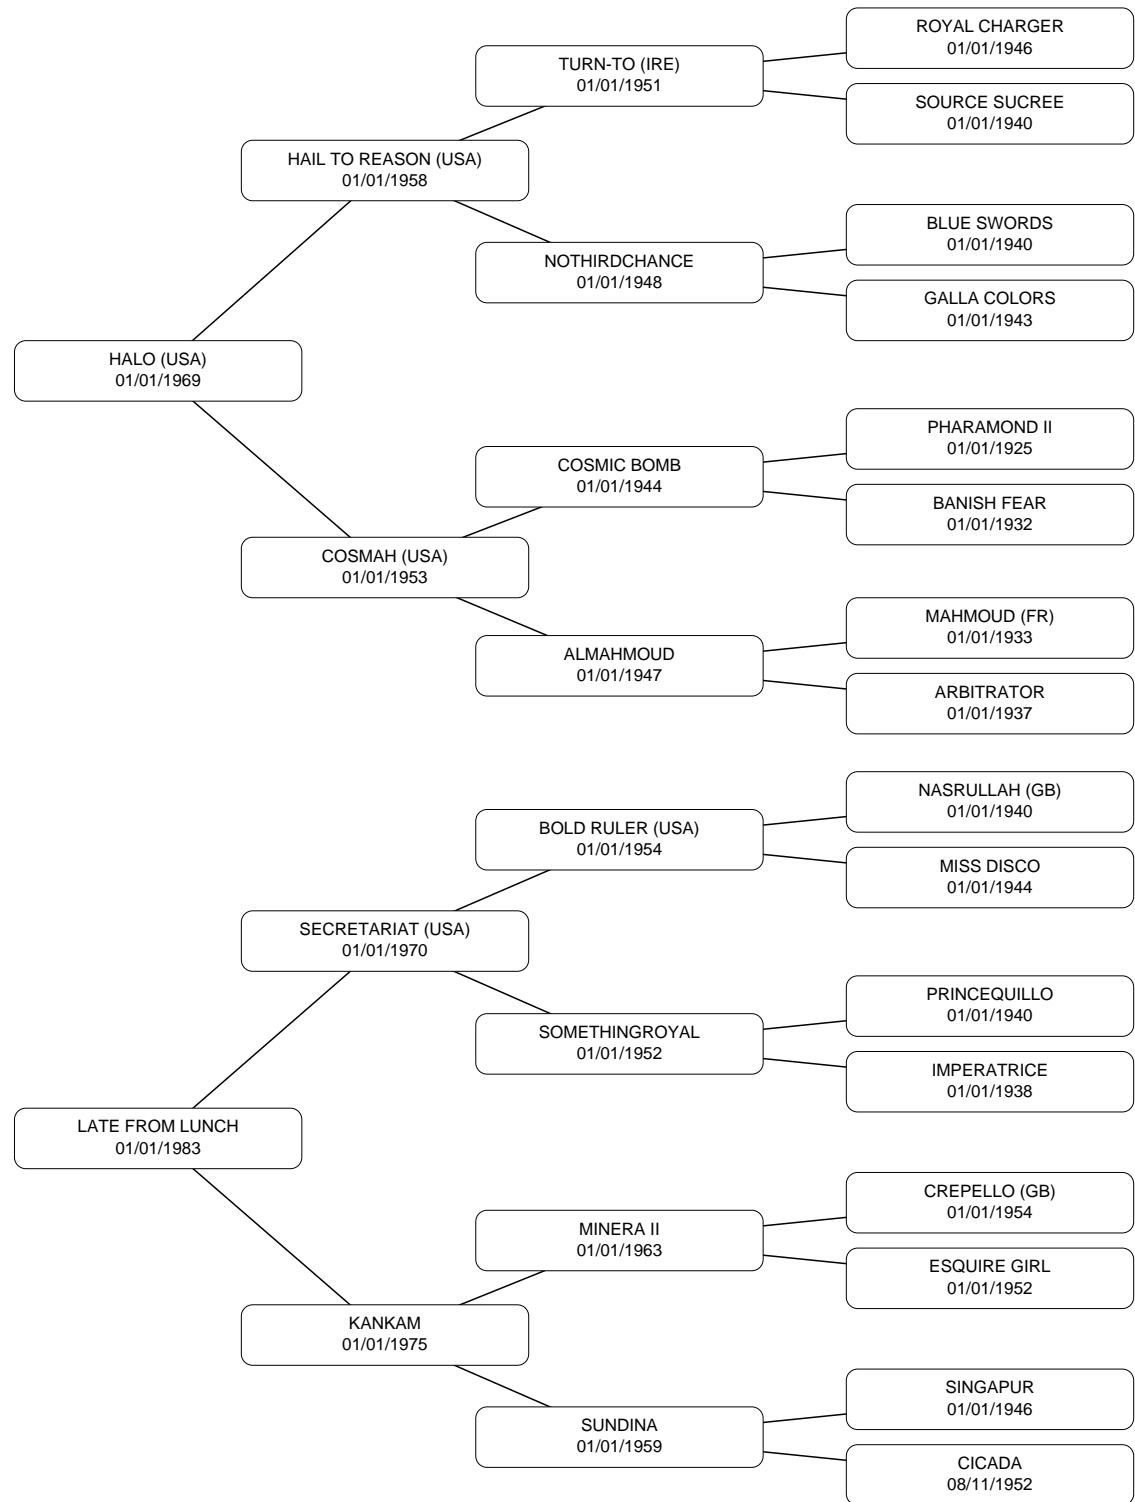 ROYAL CHARGER
01/01/1946
TURN-TO (IRE)
01/01/1951
SOURCE SUCREE
01/01/1940
HAIL TO REASON (USA)
01/01/1958
BLUE SWORDS
01/01/1940
NOTHIRDCHANCE
01/01/1948
GALLA COLORS
01/01/1943
HALO (USA)
01/01/1969
PHARAMOND II
01/01/1925
COSMIC BOMB
01/01/1944
BANISH FEAR
01/01/1932
COSMAH (USA)
01/01/1953
MAHMOUD (FR)
01/01/1933
ALMAHMOUD
01/01/1947
ARBITRATOR
01/01/1937
NASRULLAH (GB)
01/01/1940
BOLD RULER (USA)
01/01/1954
MISS DISCO
01/01/1944
SECRETARIAT (USA)
01/01/1970
PRINCEQUILLO
01/01/1940
SOMETHINGROYAL
01/01/1952
IMPERATRICE
01/01/1938
LATE FROM LUNCH
01/01/1983
CREPELLO (GB)
01/01/1954
MINERA II
01/01/1963
ESQUIRE GIRL
01/01/1952
KANKAM
01/01/1975
SINGAPUR
01/01/1946
SUNDINA
01/01/1959
CICADA
08/11/1952